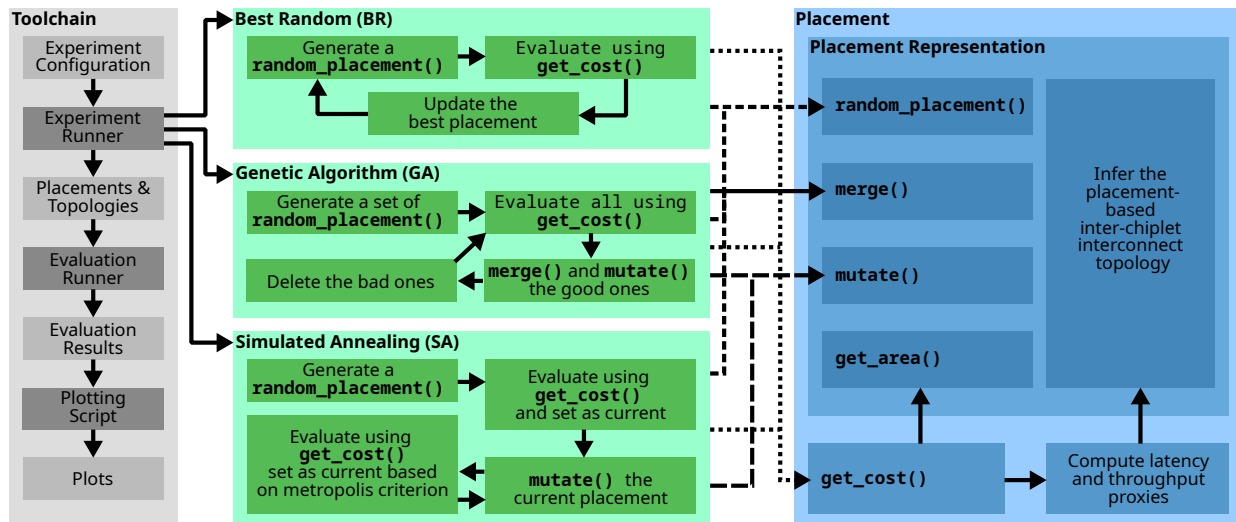 Toolchain
Experiment
Configuration
Experiment
Runner
Placements &
Topologies
Evaluation
Runner
Evaluation
Results
Plotting
Script
Plots
Best Random (BR)
Generate a
random_placement()
Evaluate using
get_cost()
Update the
best placement
Genetic Algorithm (GA)
Generate a set of
random_placement()
Evaluate all using
get_cost()
Delete the bad ones
merge() and mutate()
the good ones
Simulated Annealing (SA)
Generate a
random_placement()
Evaluate using
get_cost()
and set as current
Evaluate using
get_cost()
set as current based
on metropolis criterion
mutate() the
current placement
Placement
Placement Representation
random_placement()
merge()
mutate()
get_area()
Infer the
placement-
based
inter-chiplet
interconnect
topology
get_cost()
Compute latency
and throughput
proxies